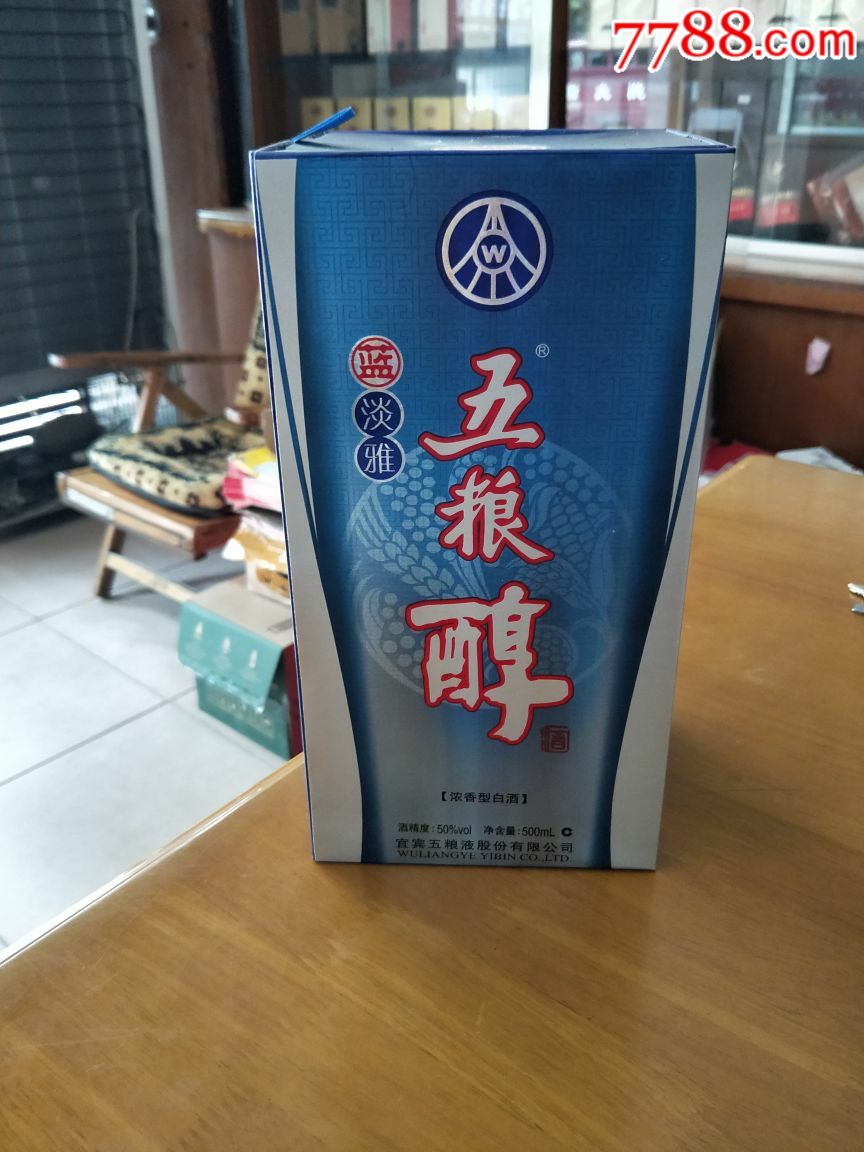 7788.com
W
蓝
淡
雅
五粮醇
®
酒
【浓香型白酒】
酒精度:50%vol 净含量:500mL C
宜宾五粮液股份有限公司
WULIANGYE YIBIN CO.,LTD.